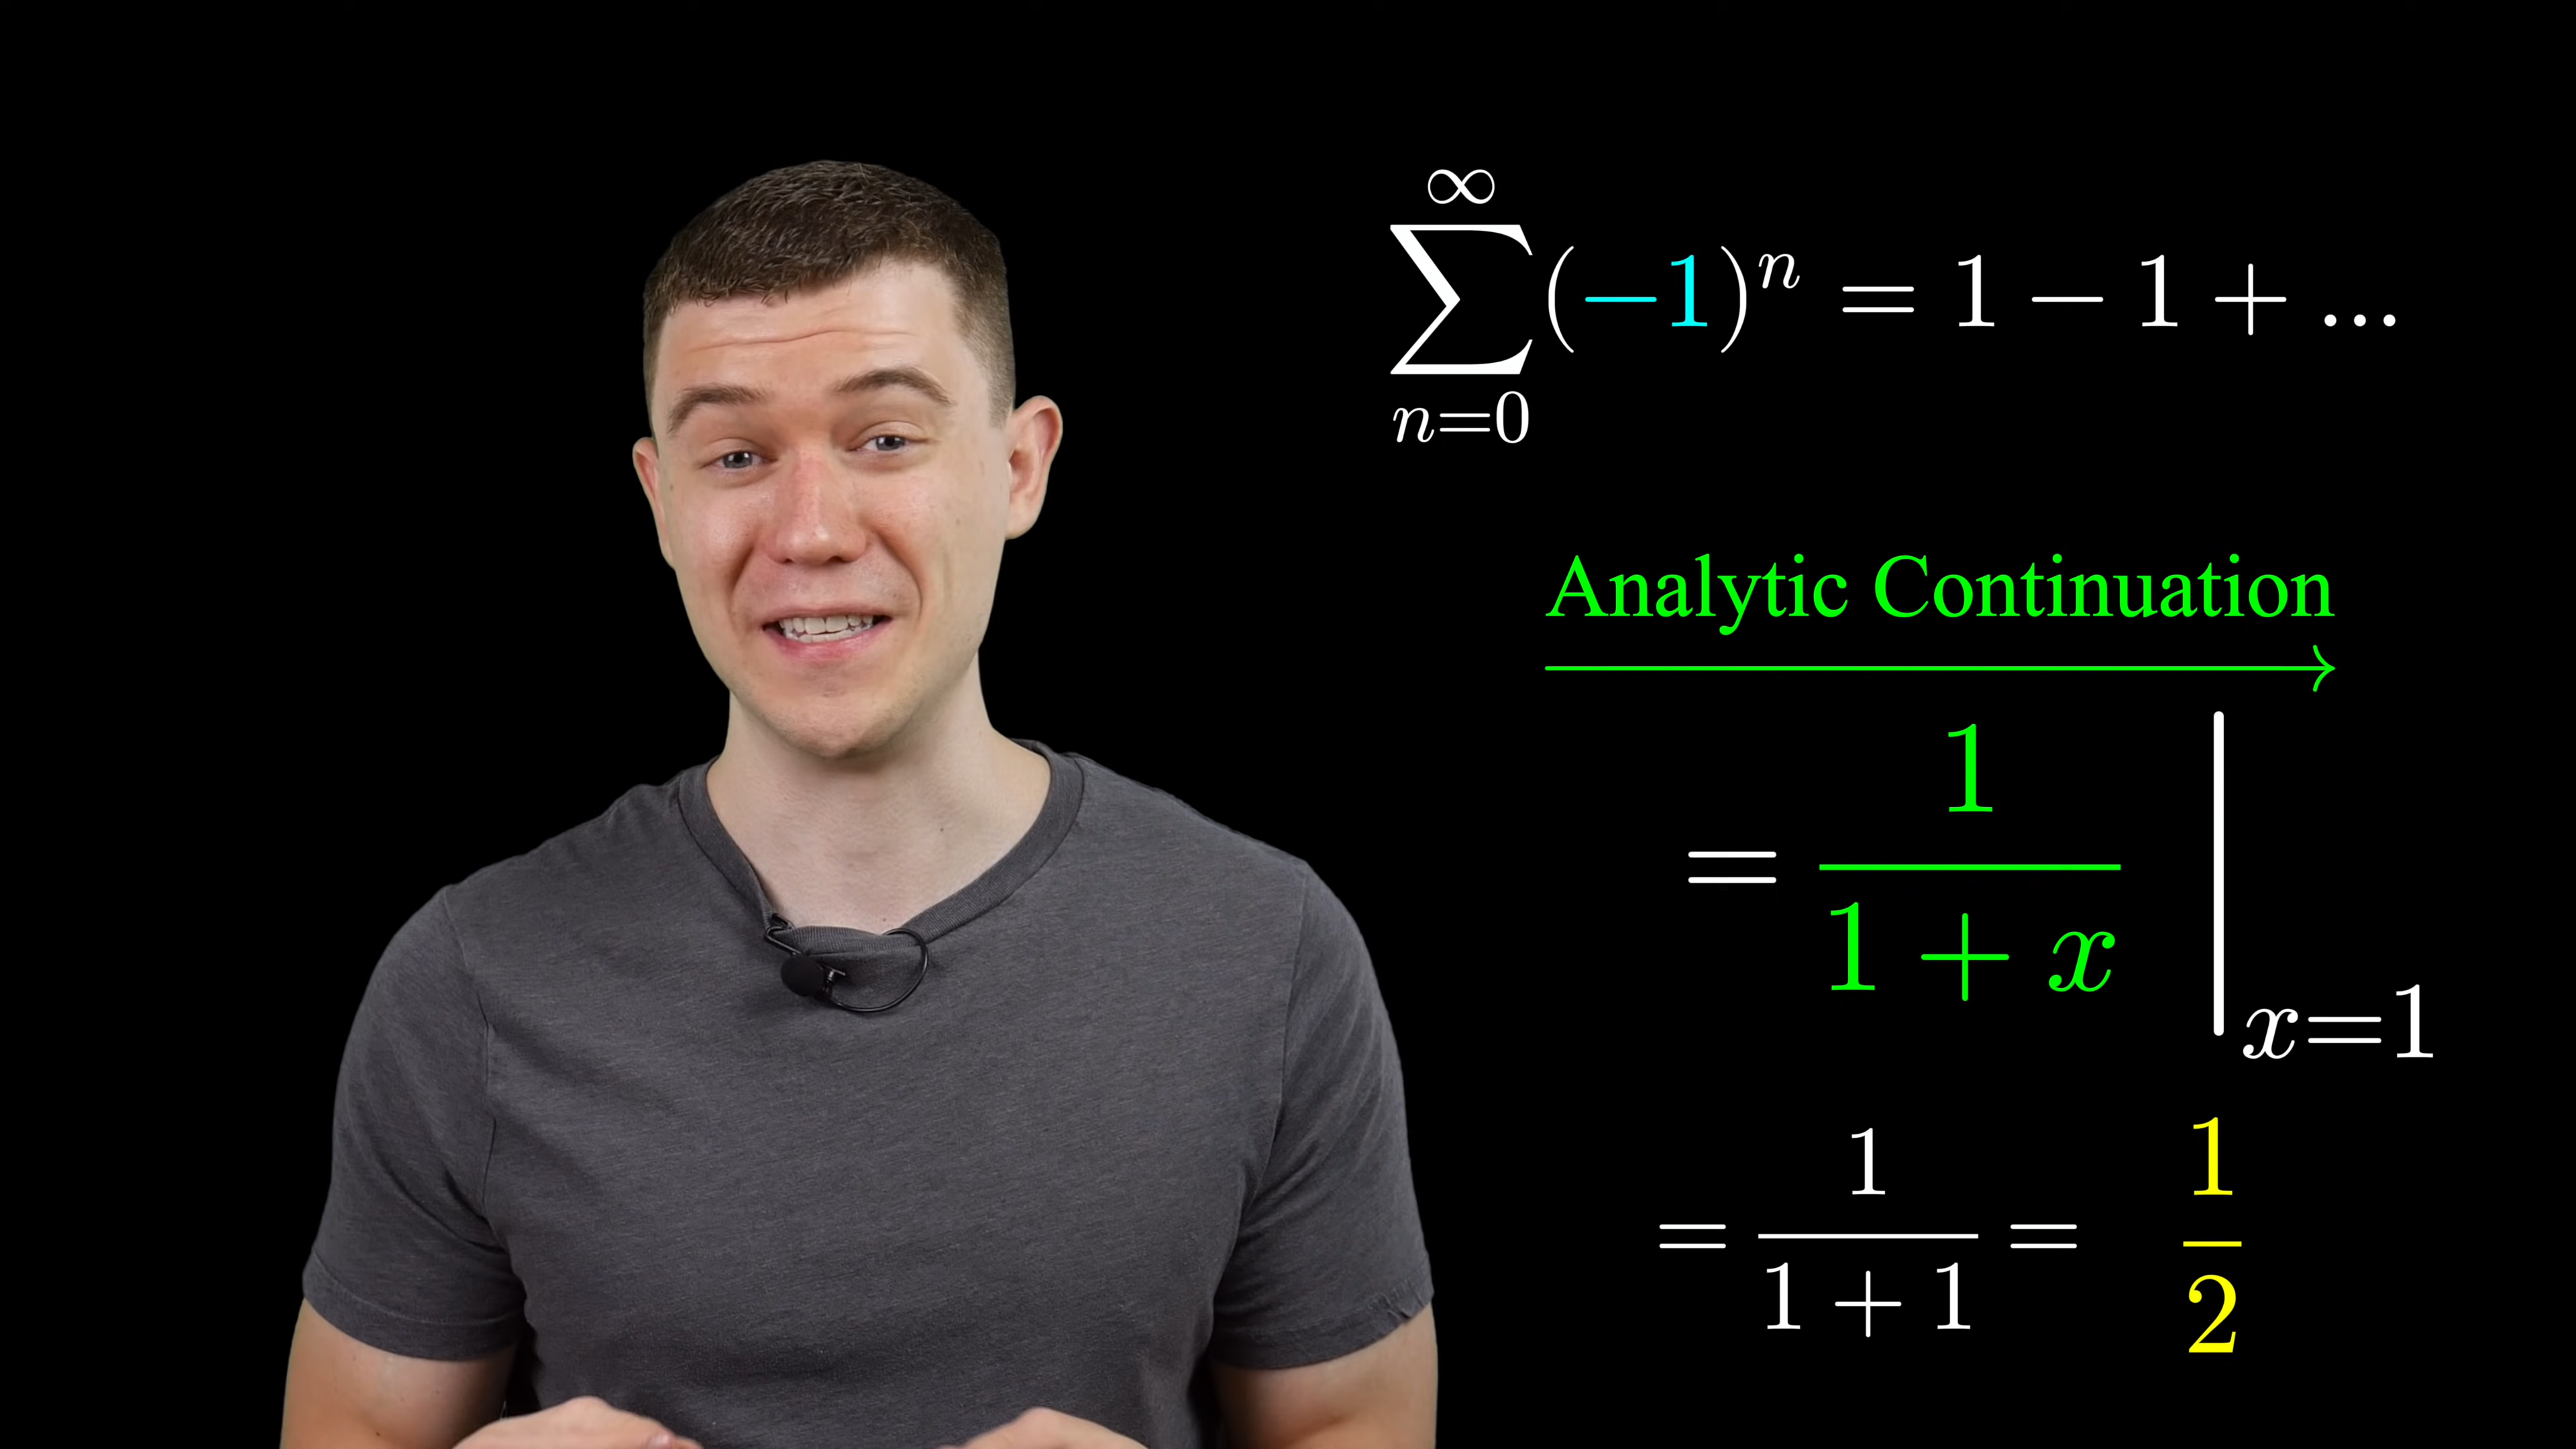 ∞
∑ (−1)ⁿ = 1 − 1 + ...
n=0
Analytic Continuation
= 1/(1 + x) |ₓ₌₁
= 1/(1 + 1) = 1/2